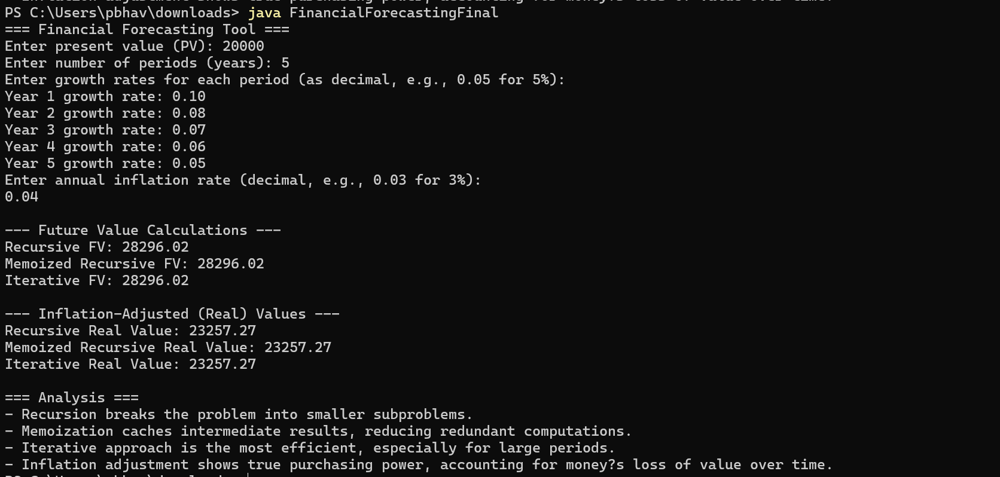 PS C:\Users\pbhav\downloads> java FinancialForecastingFinal
=== Financial Forecasting Tool ===
Enter present value (PV): 20000
Enter number of periods (years): 5
Enter growth rates for each period (as decimal, e.g., 0.05 for 5%):
Year 1 growth rate: 0.10
Year 2 growth rate: 0.08
Year 3 growth rate: 0.07
Year 4 growth rate: 0.06
Year 5 growth rate: 0.05
Enter annual inflation rate (decimal, e.g., 0.03 for 3%):
0.04
--- Future Value Calculations ---
Recursive FV: 28296.02
Memoized Recursive FV: 28296.02
Iterative FV: 28296.02
--- Inflation-Adjusted (Real) Values ---
Recursive Real Value: 23257.27
Memoized Recursive Real Value: 23257.27
Iterative Real Value: 23257.27
=== Analysis ===
- Recursion breaks the problem into smaller subproblems.
- Memoization caches intermediate results, reducing redundant computations.
- Iterative approach is the most efficient, especially for large periods.
- Inflation adjustment shows true purchasing power, accounting for money?s loss of value over time.